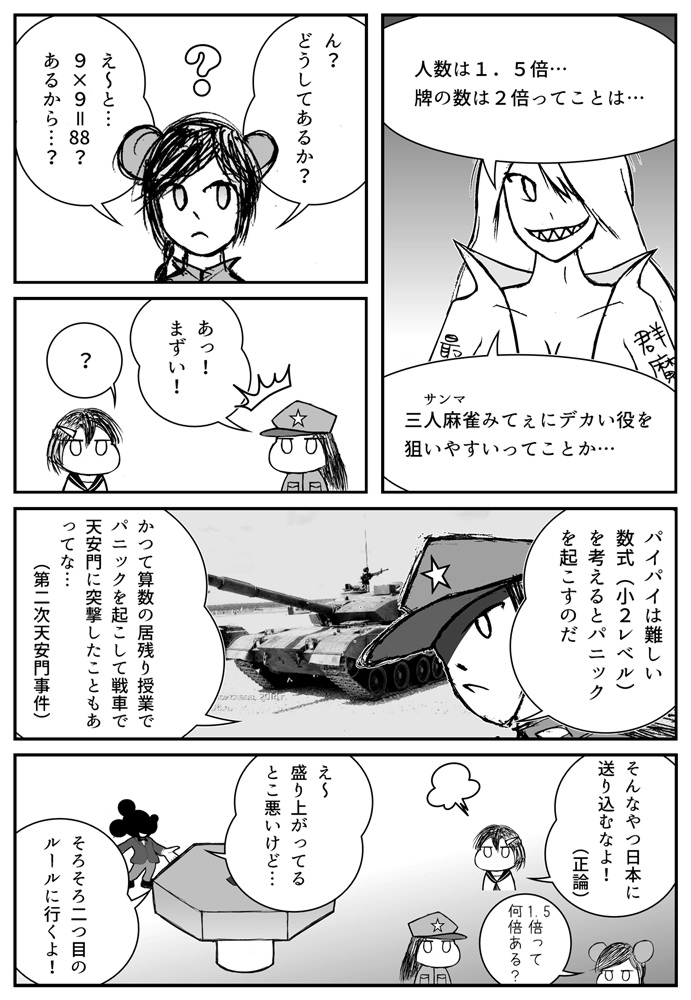 人数は１．５倍…
牌の数は２倍ってことは…
群魔
最
サンマ
三人麻雀みてぇにデカい役を
狙いやすいってことか…
ん？
どうしてあるか？
え～と…
９×９＝88？
あるから…？
あっ！
まずい！
？
パイパイは難しい
数式（小２レベル）
を考えるとパニック
を起こすのだ
かつて算数の居残り授業で
パニックを起こして戦車で
天安門に突撃したこともあ
ってな…
（第二次天安門事件）
そんなやつ日本に
送り込むなよ！
（正論）
1.5倍って
何倍ある？
え～
盛り上がってる
とこ悪いけど…
そろそろ二つ目の
ルールに行くよ！